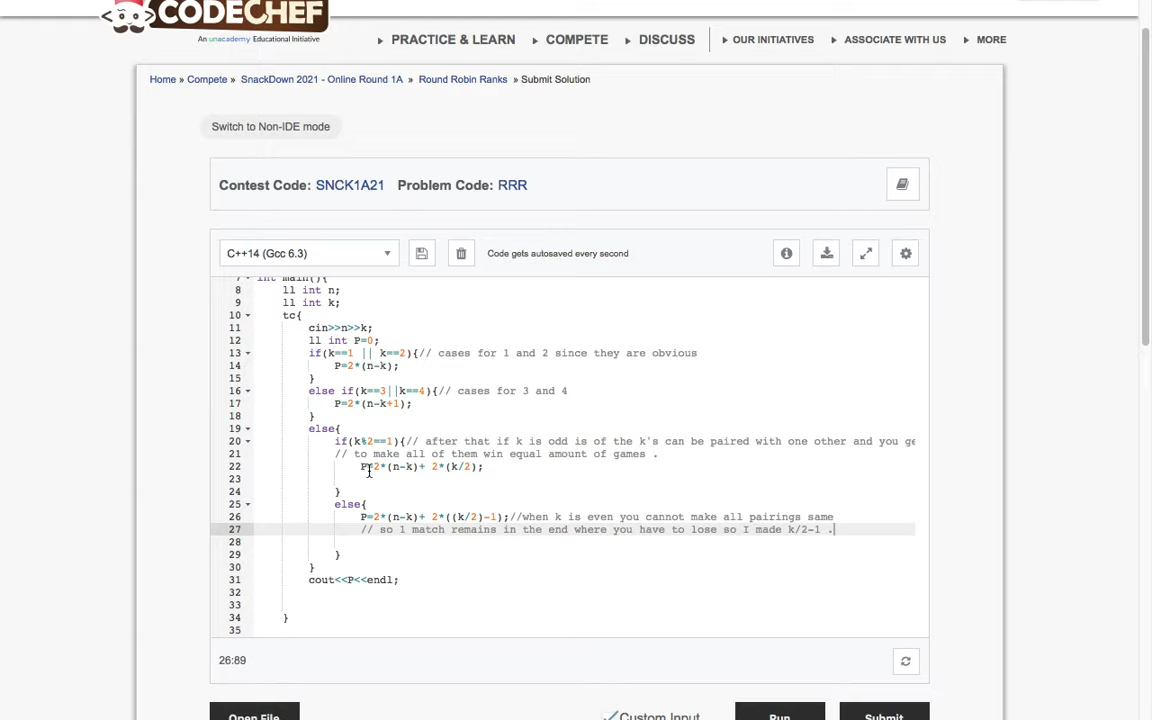 CODECHEF
An unacademy Educational Initiative
PRACTICE & LEARN COMPETE DISCUSS OUR INITIATIVES ASSOCIATE WITH US MORE
Home » Compete » SnackDown 2021 - Online Round 1A » Round Robin Ranks » Submit Solution
Switch to Non-IDE mode
Contest Code: SNCK1A21 Problem Code: RRR
C++14 (Gcc 6.3) Code gets autosaved every second
7 int main(){
8 ll int n;
9 ll int k;
10 tc{
11 cin>>n>>k;
12 ll int P=0;
13 if(k==1 || k==2){// cases for 1 and 2 since they are obvious
14 P=2*(n-k);
15 }
16 else if(k==3||k==4){// cases for 3 and 4
17 P=2*(n-k+1);
18 }
19 else{
20 if(k%2==1){// after that if k is odd is of the k's can be paired with one other and you ge
21 // to make all of them win equal amount of games .
22 P=2*(n-k)+ 2*(k/2);
23
24 }
25 else{
26 P=2*(n-k)+ 2*((k/2)-1);//when k is even you cannot make all pairings same
27 // so 1 match remains in the end where you have to lose so I made k/2-1 .
28
29 }
30 }
31 cout<<P<<endl;
32
33
34 }
35
26:89
Open File Custom Input Run Submit